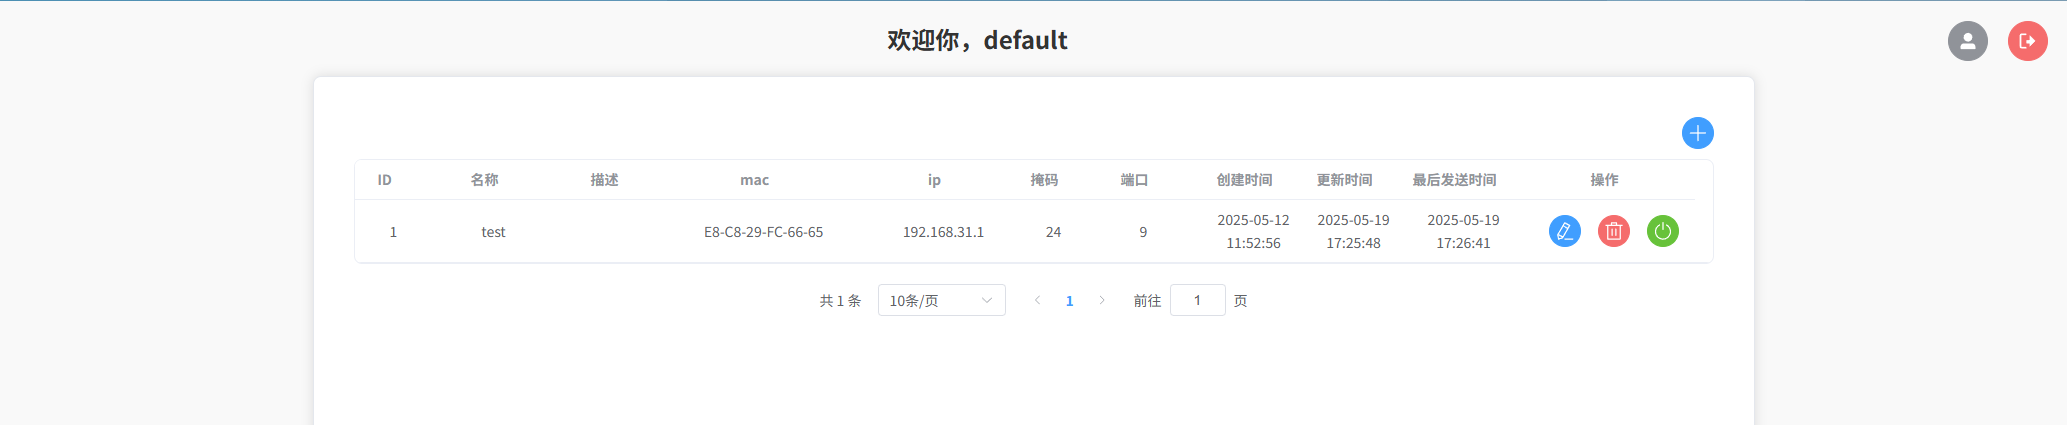 欢迎你，default
ID 名称 描述 mac ip 掩码 端口 创建时间 更新时间 最后发送时间 操作
1 test E8-C8-29-FC-66-65 192.168.31.1 24 9 2025-05-12 11:52:56 2025-05-19 17:25:48 2025-05-19 17:26:41
共 1 条 10条/页 1 前往 1 页